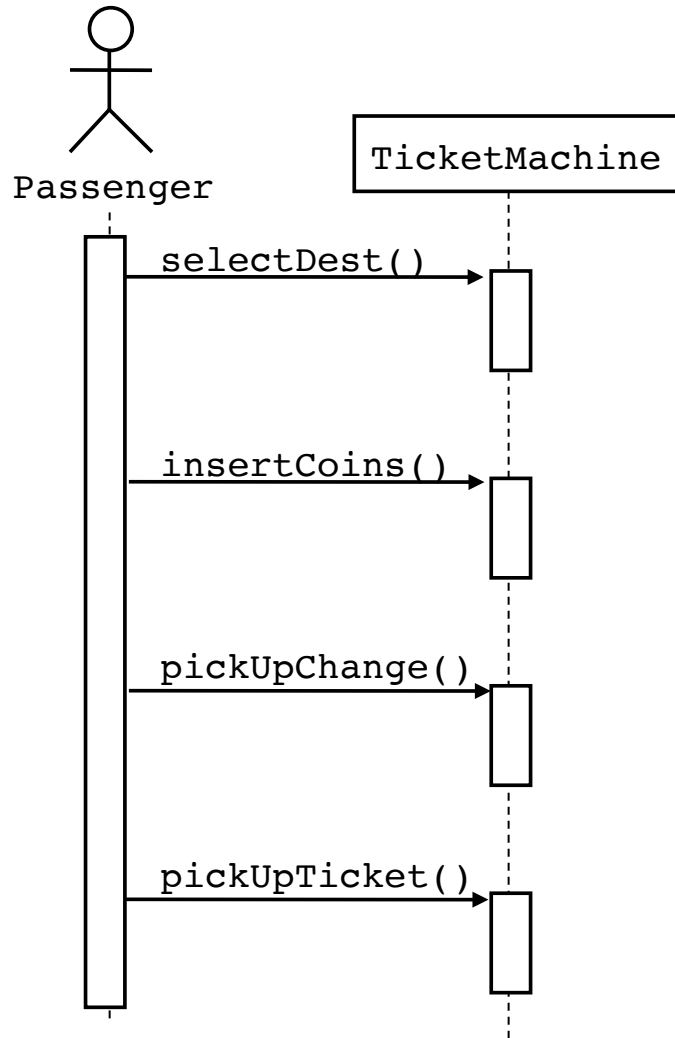 Passenger
TicketMachine
selectDest()
insertCoins()
pickUpChange()
pickUpTicket()